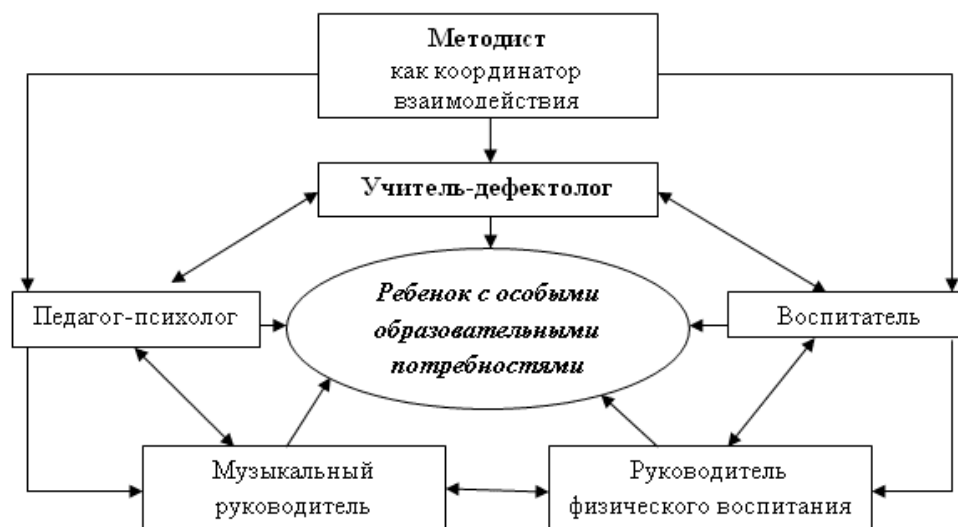 Методист
как координатор
взаимодействия
Учитель-дефектолог
Ребенок с особыми
образовательными
потребностями
Педагог-психолог
Воспитатель
Музыкальный
руководитель
Руководитель
физического воспитания